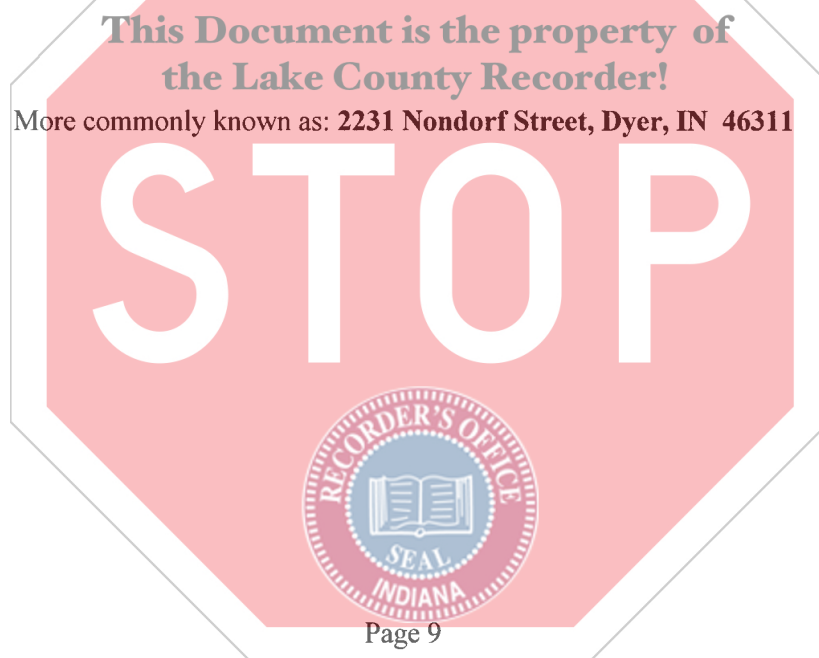 This Document is the property of
the Lake County Recorder!
More commonly known as: 2231 Nondorf Street, Dyer, IN 46311
STOP
RECORDER'S OFFICE
SEAL
INDIANA
Page 9